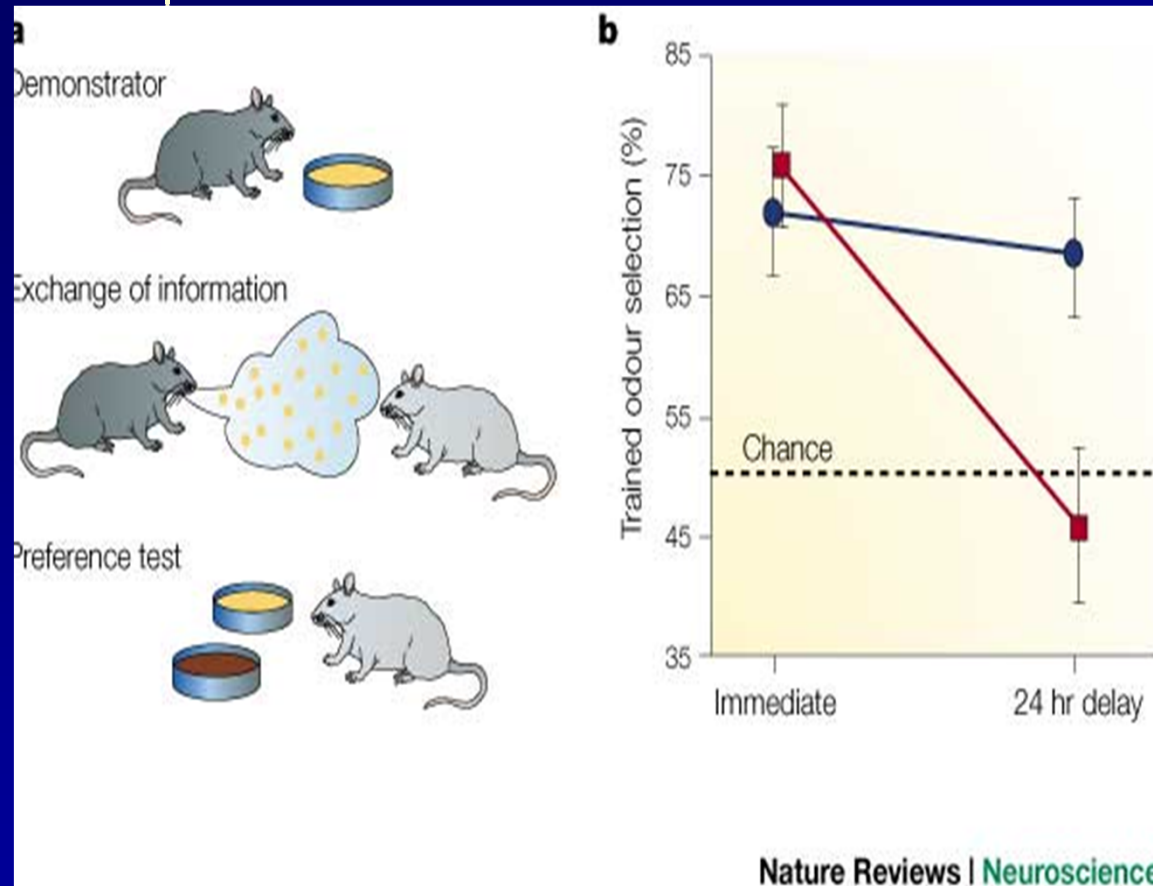 a
Demonstrator
Exchange of information
Preference test
b
Trained odour selection (%)
85
75
65
55
45
35
Chance
Immediate
24 hr delay
Nature Reviews | Neuroscience